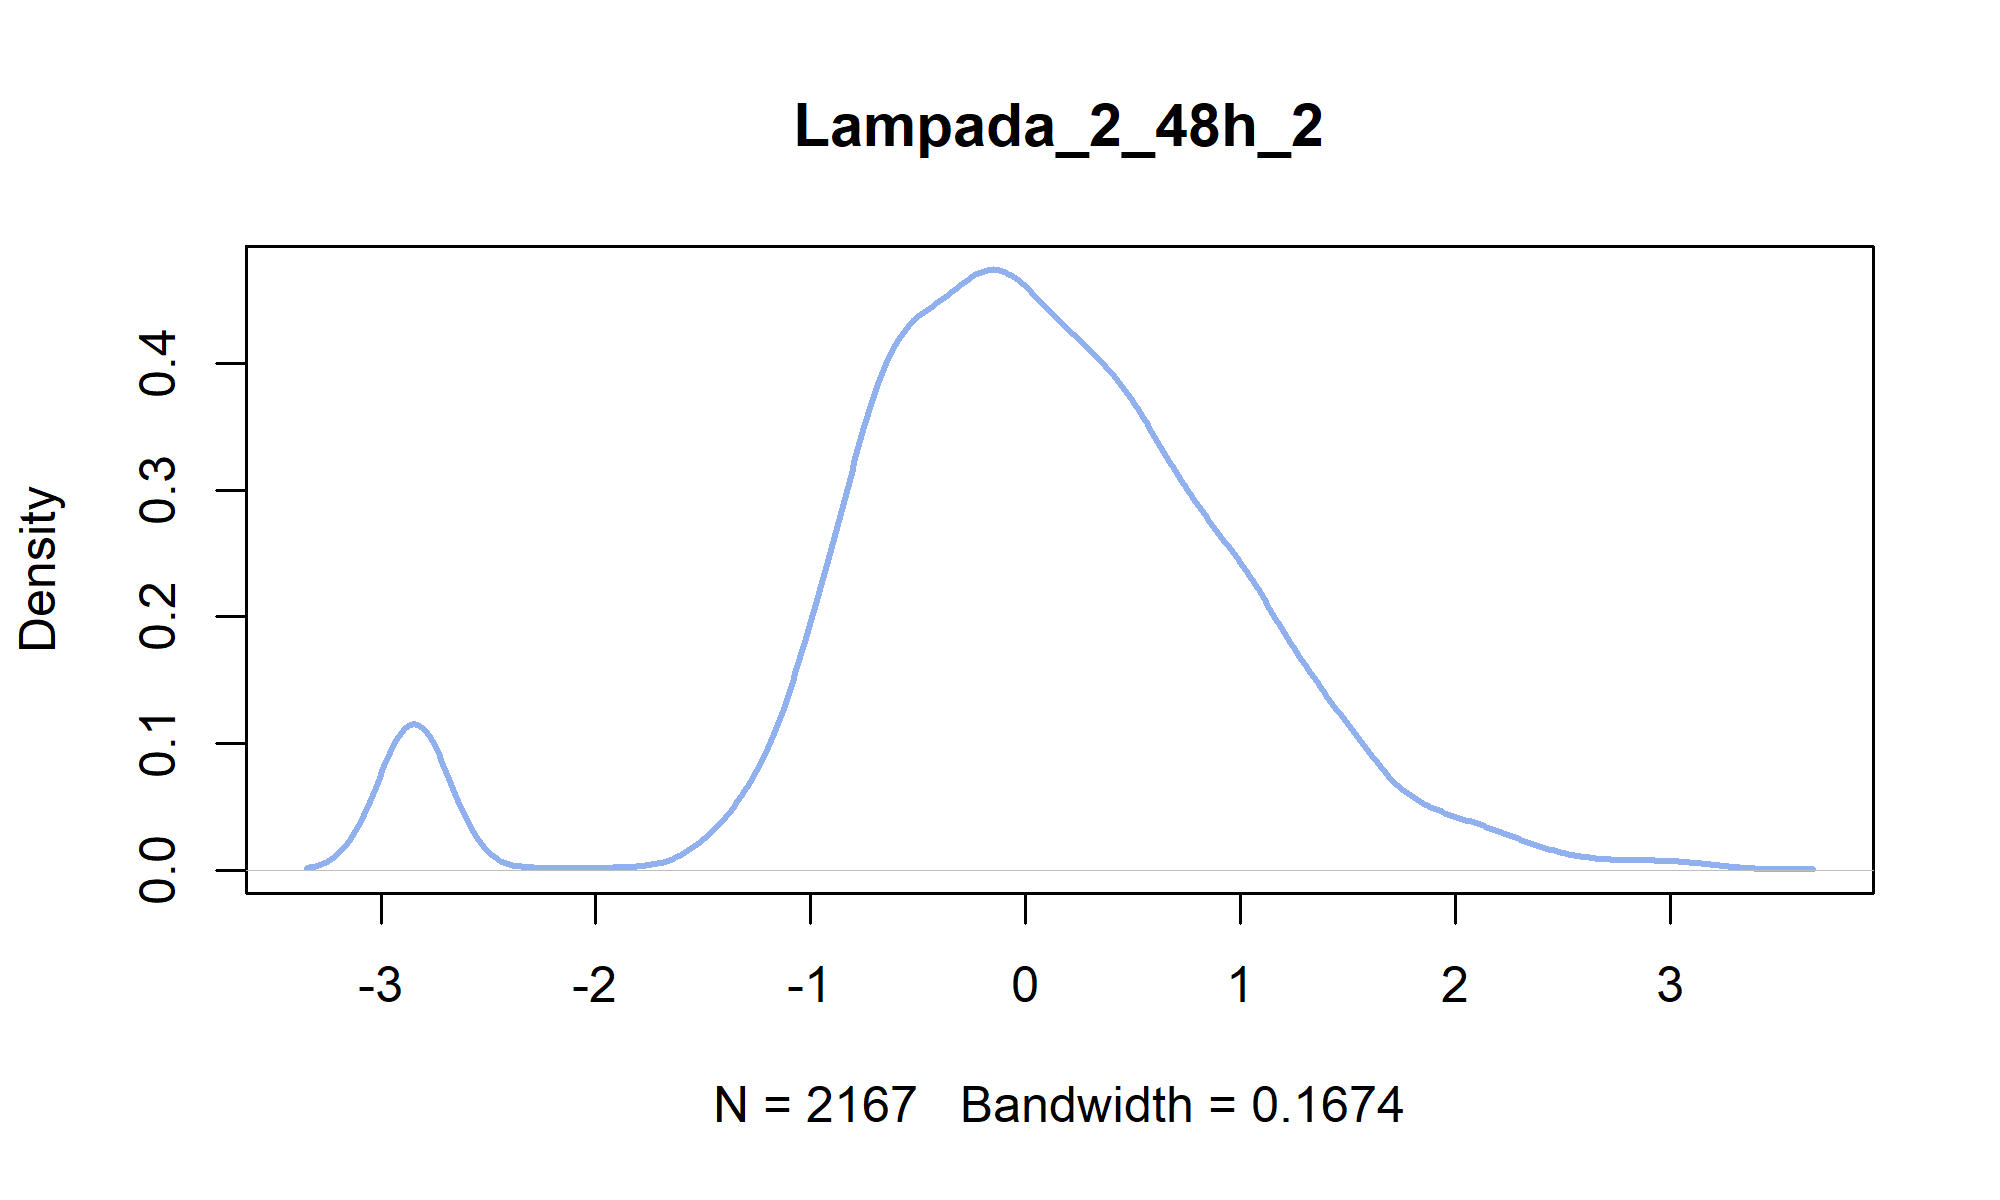 Lampada_2_48h_2
Density
0.4
0.3
0.2
0.1
0.0
-3 -2 -1 0 1 2 3
N = 2167 Bandwidth = 0.1674